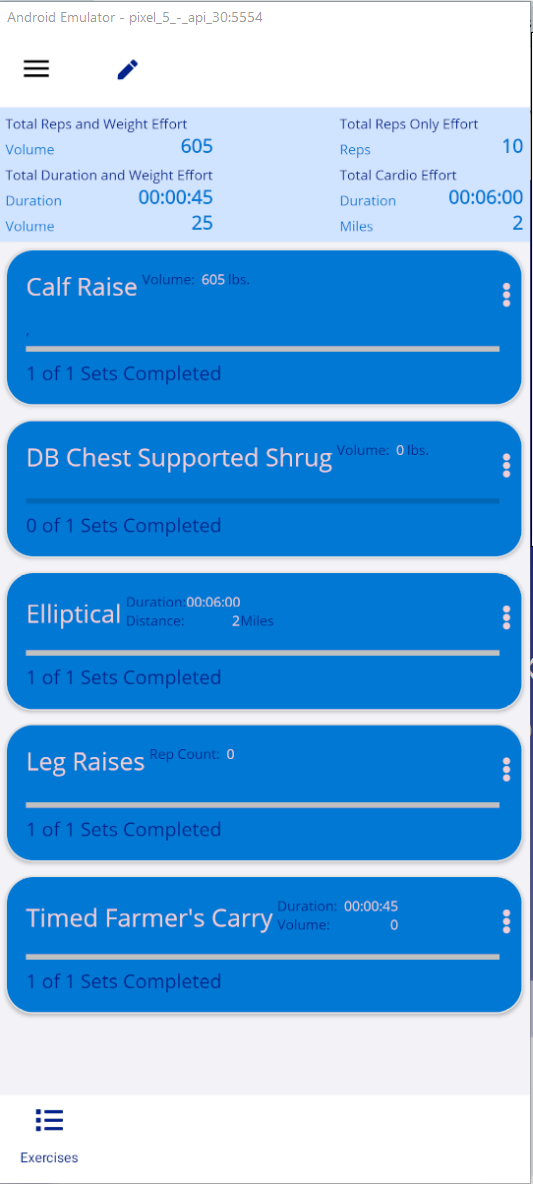 Android Emulator - pixel_5_-_api_30:5554
Total Reps and Weight Effort
Volume 605
Total Duration and Weight Effort
Duration 00:00:45
Volume 25
Total Reps Only Effort
Reps 10
Total Cardio Effort
Duration 00:06:00
Miles 2
Calf Raise Volume: 605 lbs.
.
1 of 1 Sets Completed
DB Chest Supported Shrug Volume: 0 lbs.
0 of 1 Sets Completed
Elliptical Duration:00:06:00
Distance: 2Miles
1 of 1 Sets Completed
Leg Raises Rep Count: 0
1 of 1 Sets Completed
Timed Farmer's Carry Duration: 00:00:45
Volume: 0
1 of 1 Sets Completed
Exercises